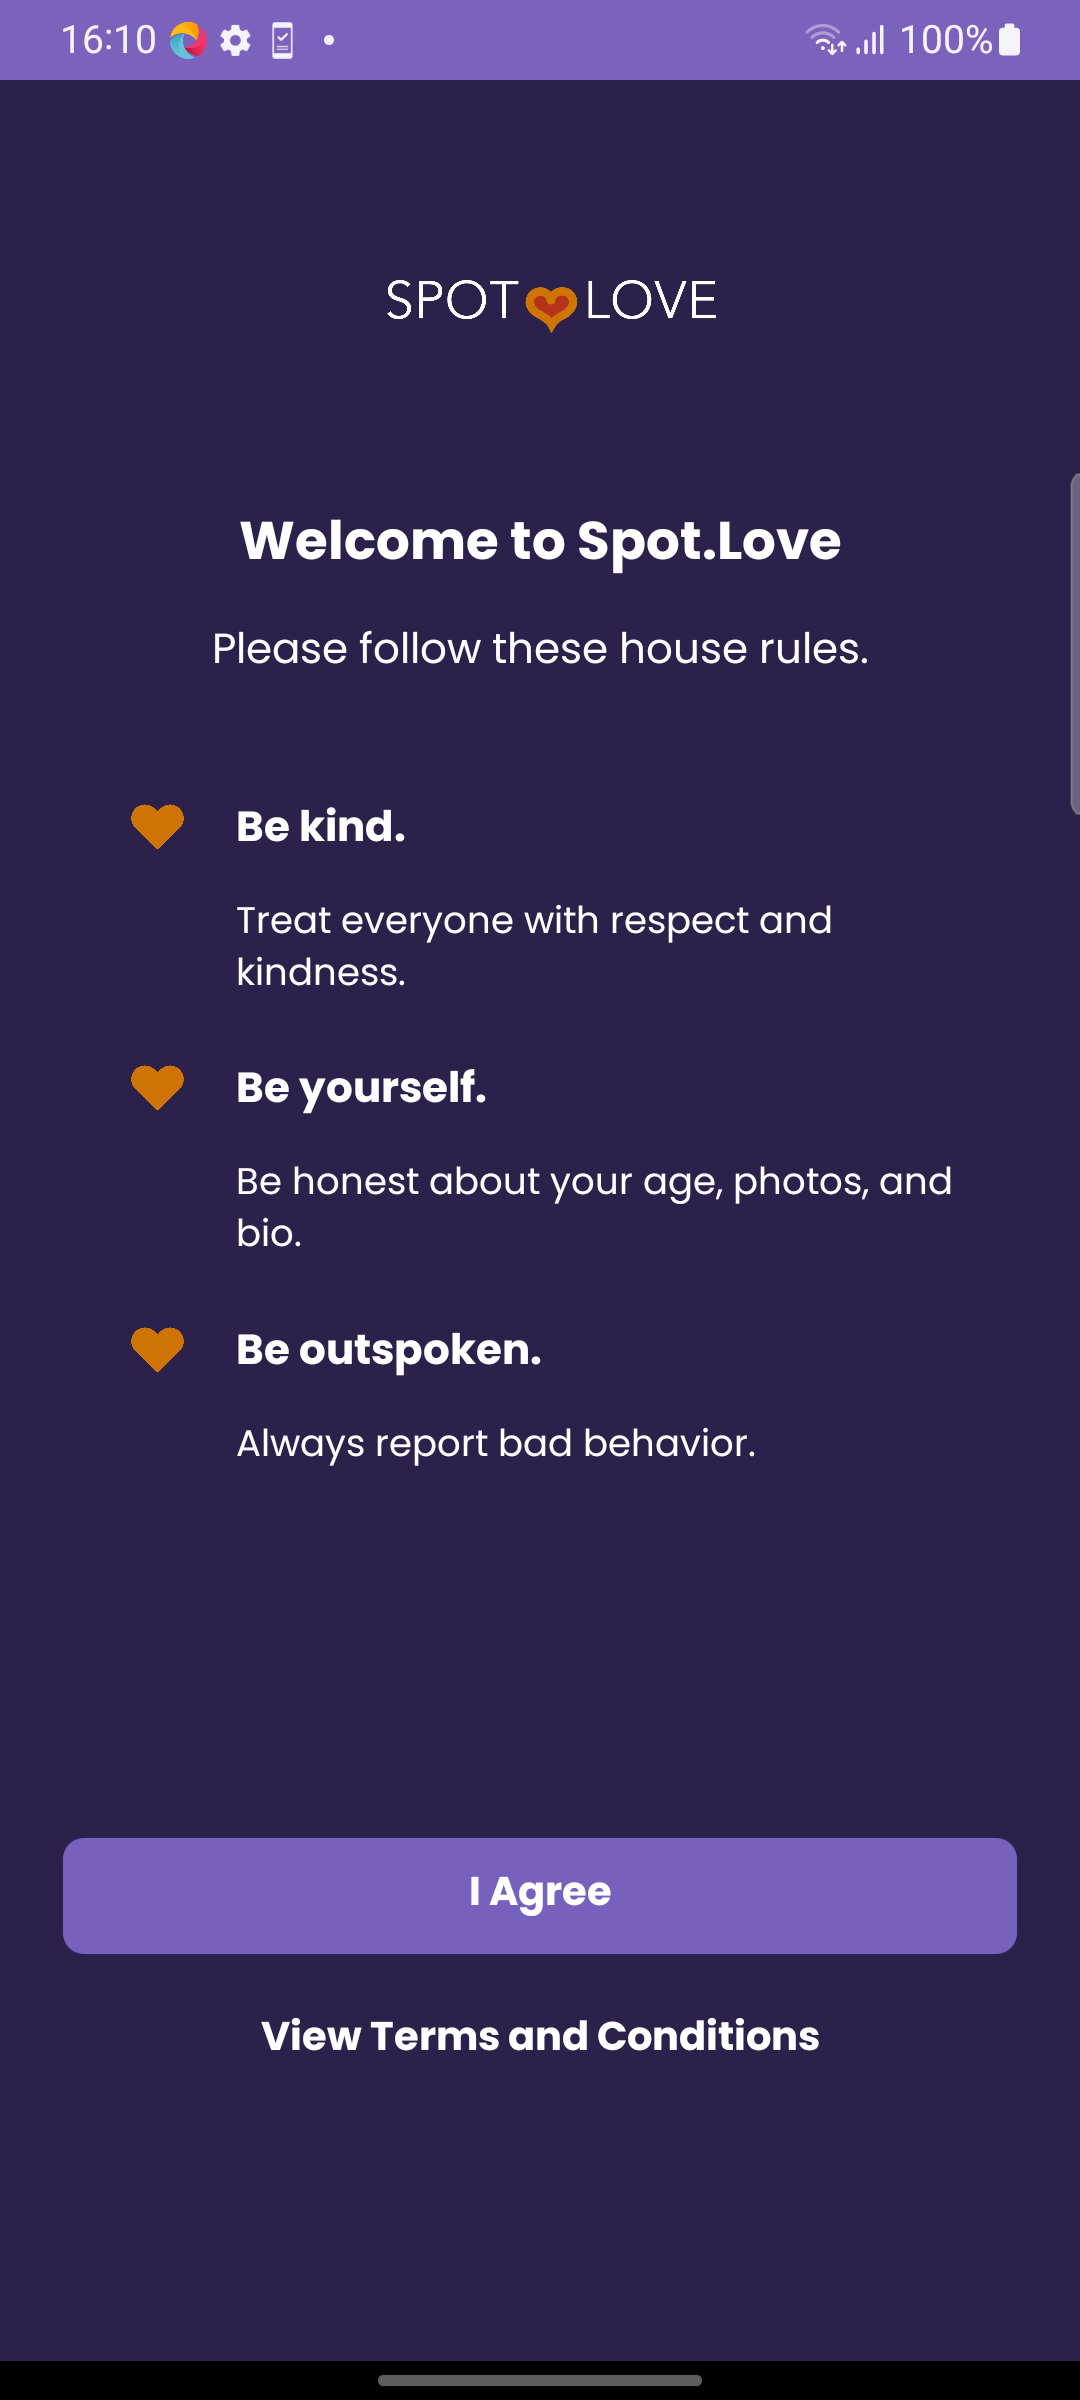 16:10
100%
SPOT LOVE
Welcome to Spot.Love
Please follow these house rules.
Be kind.
Treat everyone with respect and
kindness.
Be yourself.
Be honest about your age, photos, and
bio.
Be outspoken.
Always report bad behavior.
I Agree
View Terms and Conditions